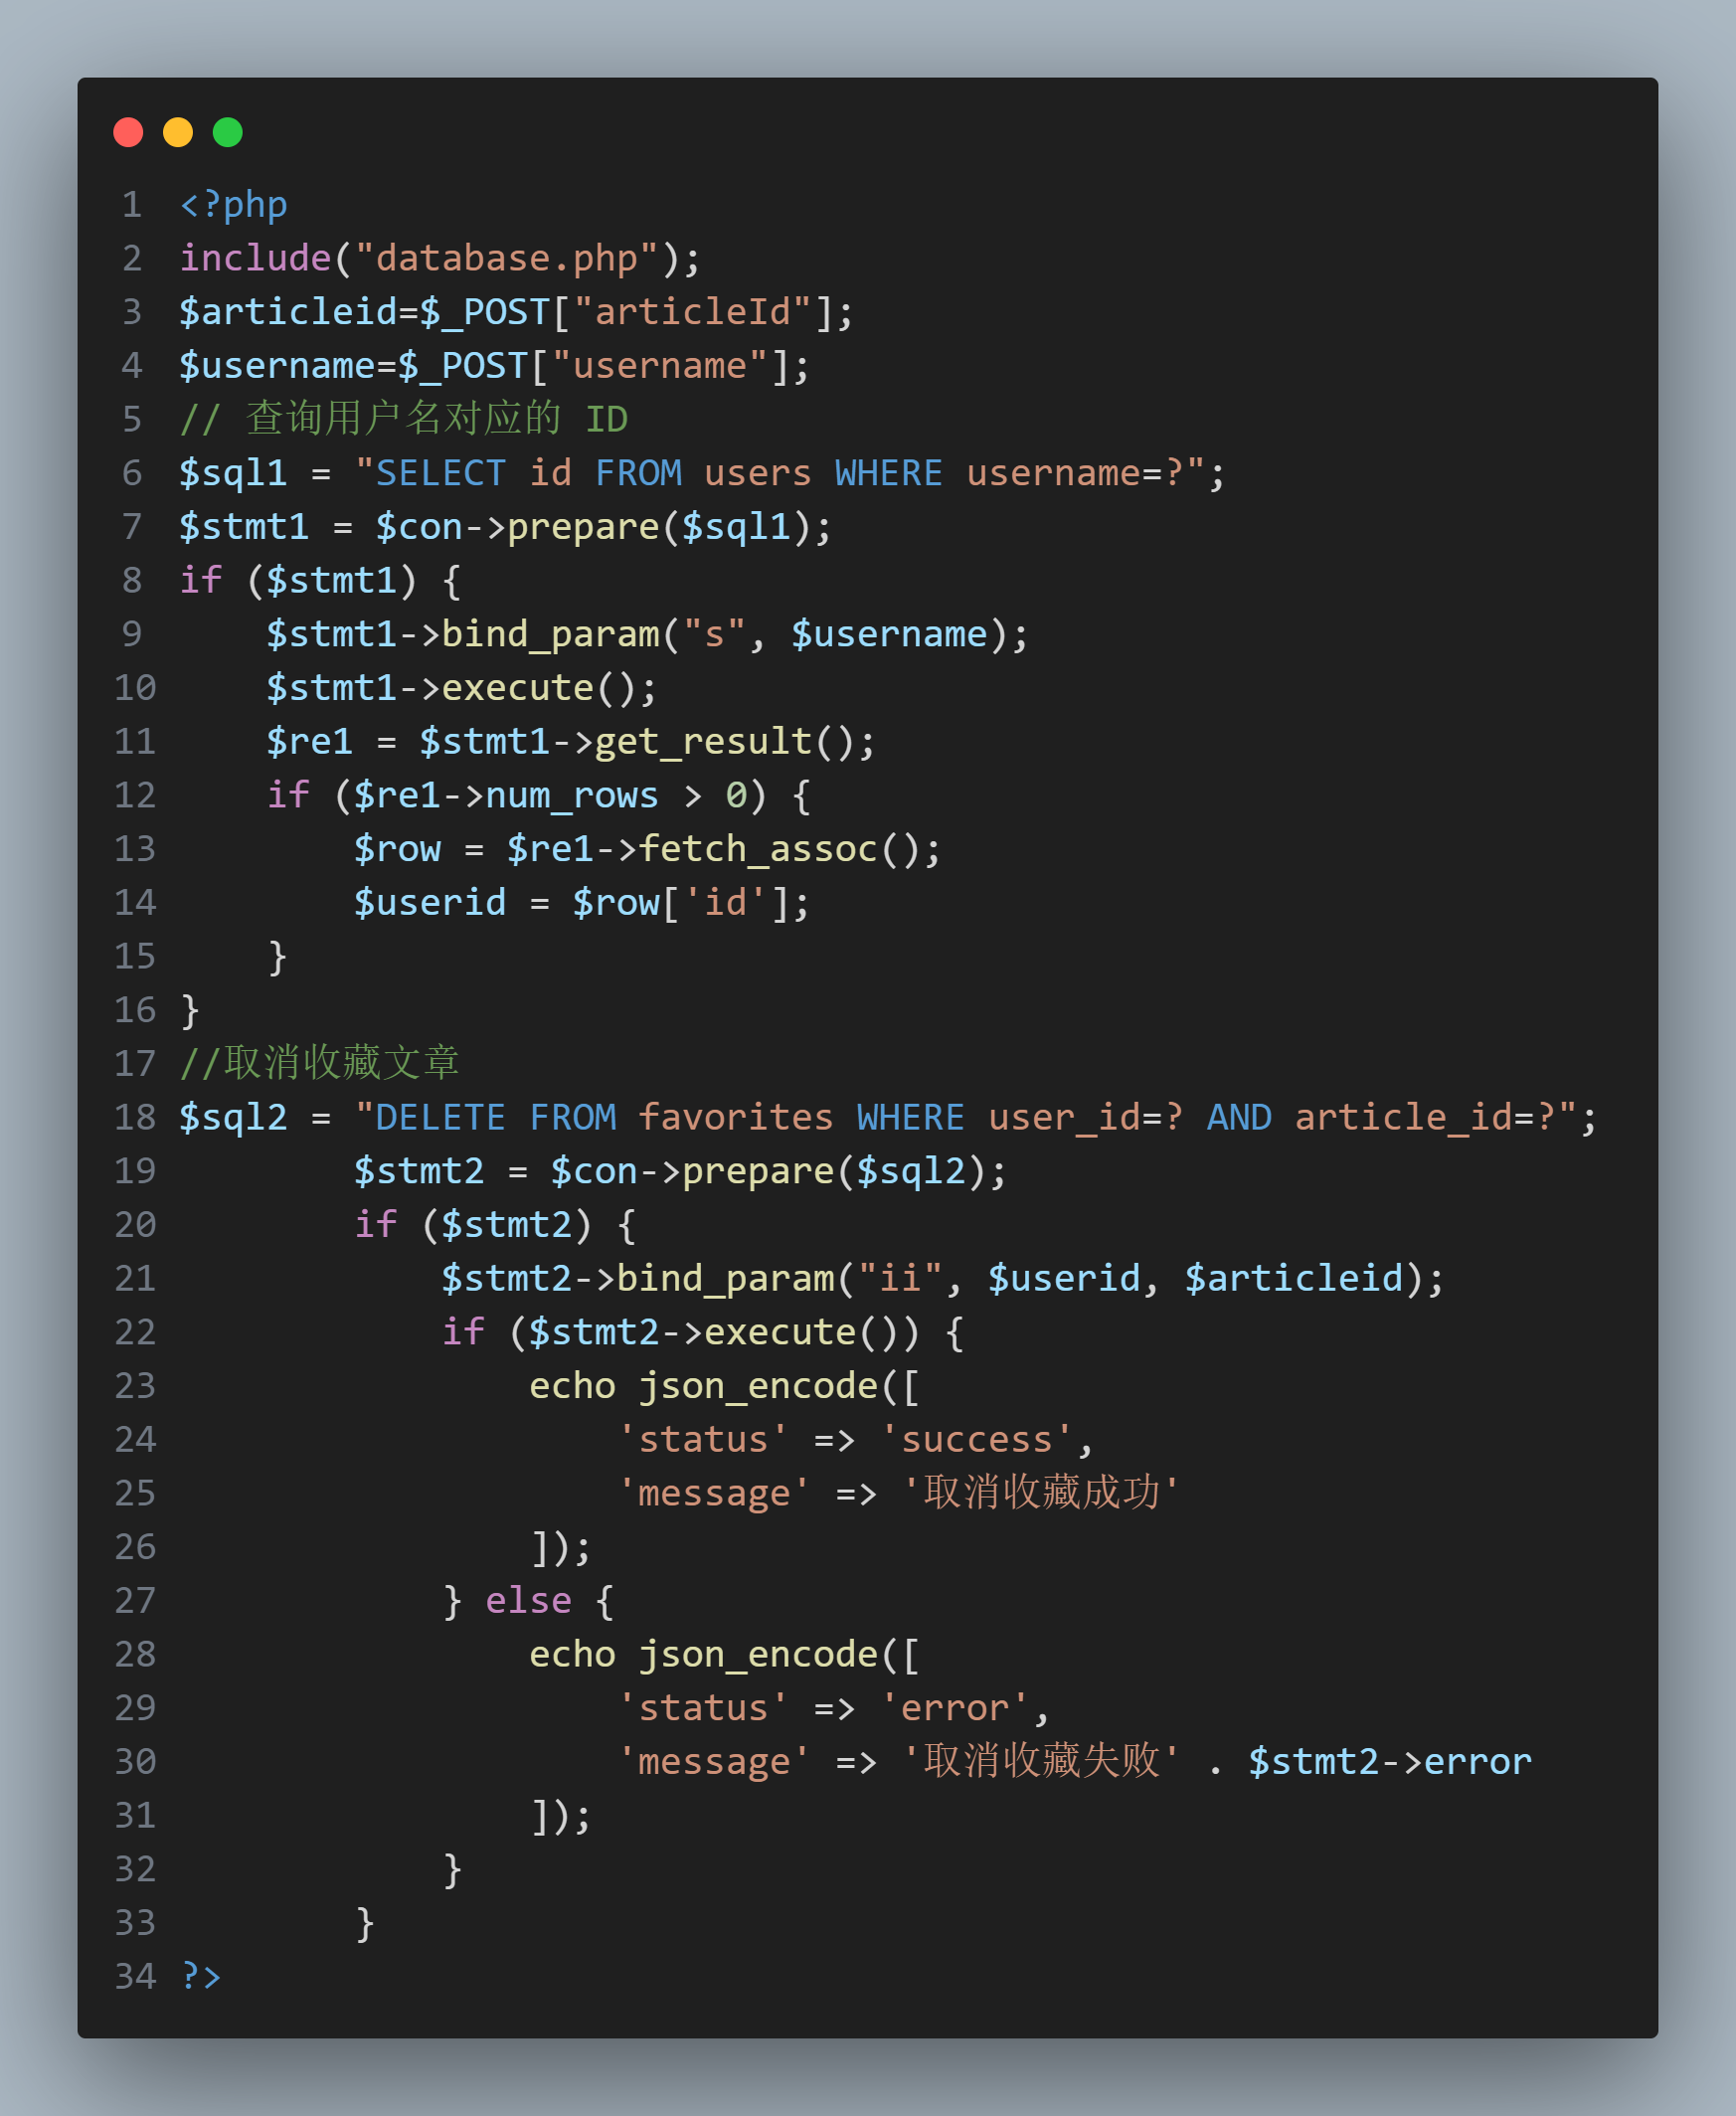 1 <?php
2 include("database.php");
3 $articleid=$_POST["articleId"];
4 $username=$_POST["username"];
5 // 查询用户名对应的 ID
6 $sql1 = "SELECT id FROM users WHERE username=?";
7 $stmt1 = $con->prepare($sql1);
8 if ($stmt1) {
9     $stmt1->bind_param("s", $username);
10     $stmt1->execute();
11     $re1 = $stmt1->get_result();
12     if ($re1->num_rows > 0) {
13         $row = $re1->fetch_assoc();
14         $userid = $row['id'];
15     }
16 }
17 //取消收藏文章
18 $sql2 = "DELETE FROM favorites WHERE user_id=? AND article_id=?";
19         $stmt2 = $con->prepare($sql2);
20         if ($stmt2) {
21             $stmt2->bind_param("ii", $userid, $articleid);
22             if ($stmt2->execute()) {
23                 echo json_encode([
24                     'status' => 'success',
25                     'message' => '取消收藏成功'
26                 ]);
27             } else {
28                 echo json_encode([
29                     'status' => 'error',
30                     'message' => '取消收藏失败' . $stmt2->error
31                 ]);
32             }
33         }
34 ?>